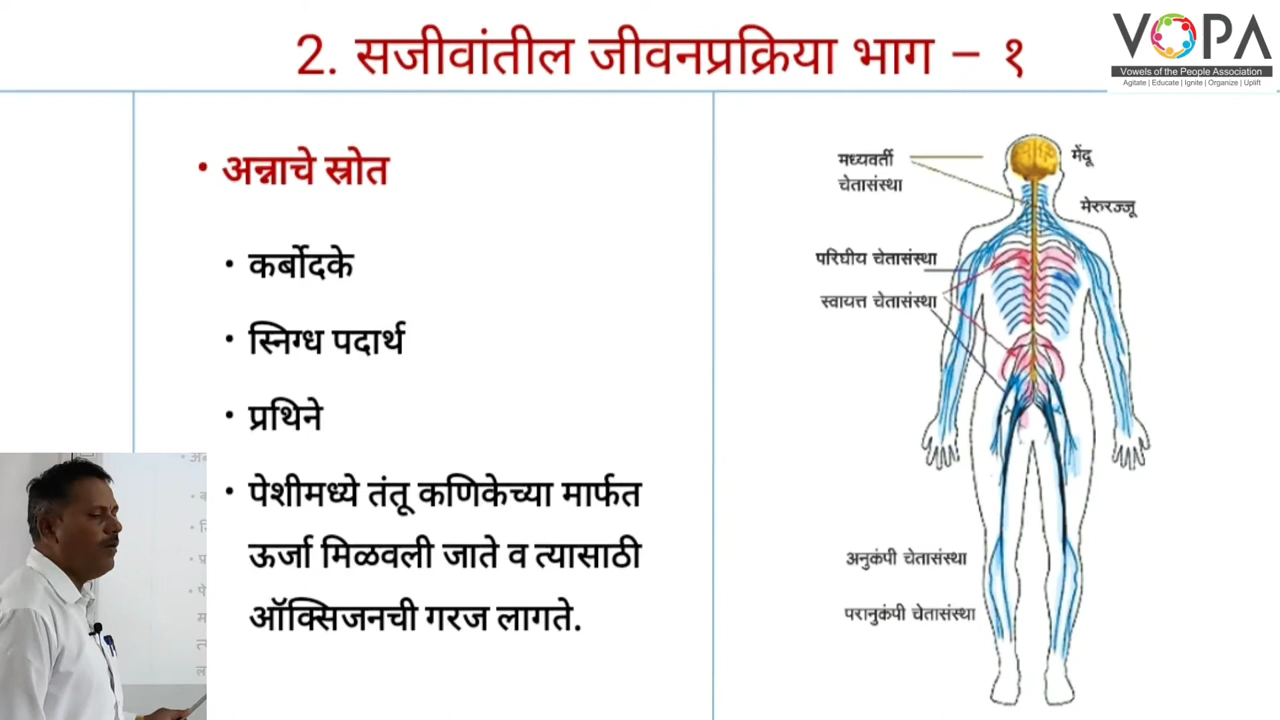 2. सजीवांतील जीवनप्रक्रिया भाग – १
VOPA
Vowels of the People Association
Agitate | Educate | Ignite | Organize | Uplift
• अन्नाचे स्रोत
• कर्बोदके
• स्निग्ध पदार्थ
• प्रथिने
• पेशीमध्ये तंतू कणिकेच्या मार्फत
ऊर्जा मिळवली जाते व त्यासाठी
ऑक्सिजनची गरज लागते.
मध्यवर्ती
चेतासंस्था
मेंदू
मेरुरज्जू
परिघीय चेतासंस्था
स्वायत्त चेतासंस्था
अनुकंपी चेतासंस्था
परानुकंपी चेतासंस्था